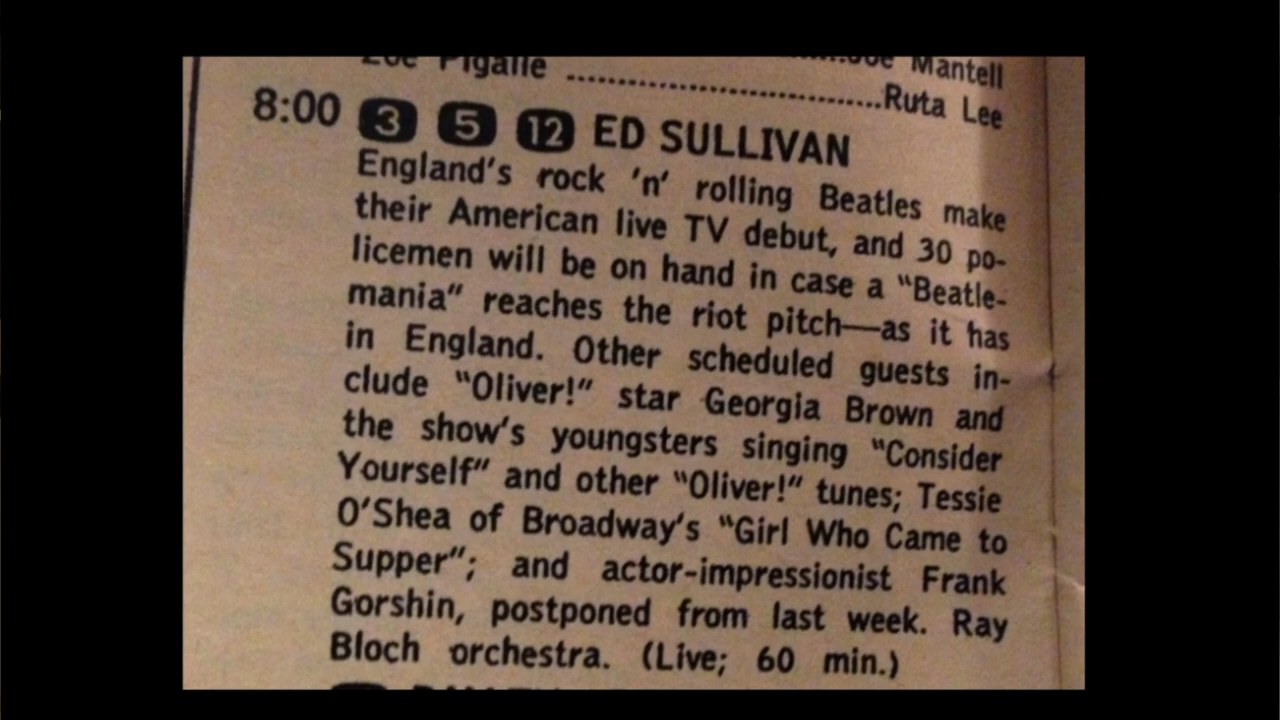 Zoe Pigalle ..............................Ruta Lee
Joe Mantell
8:00 3 5 12 ED SULLIVAN
England's rock 'n' rolling Beatles make
their American live TV debut, and 30 po-
licemen will be on hand in case a "Beatle-
mania" reaches the riot pitch—as it has
in England. Other scheduled guests in-
clude "Oliver!" star Georgia Brown and
the show's youngsters singing "Consider
Yourself" and other "Oliver!" tunes; Tessie
O'Shea of Broadway's "Girl Who Came to
Supper"; and actor-impressionist Frank
Gorshin, postponed from last week. Ray
Bloch orchestra. (Live; 60 min.)